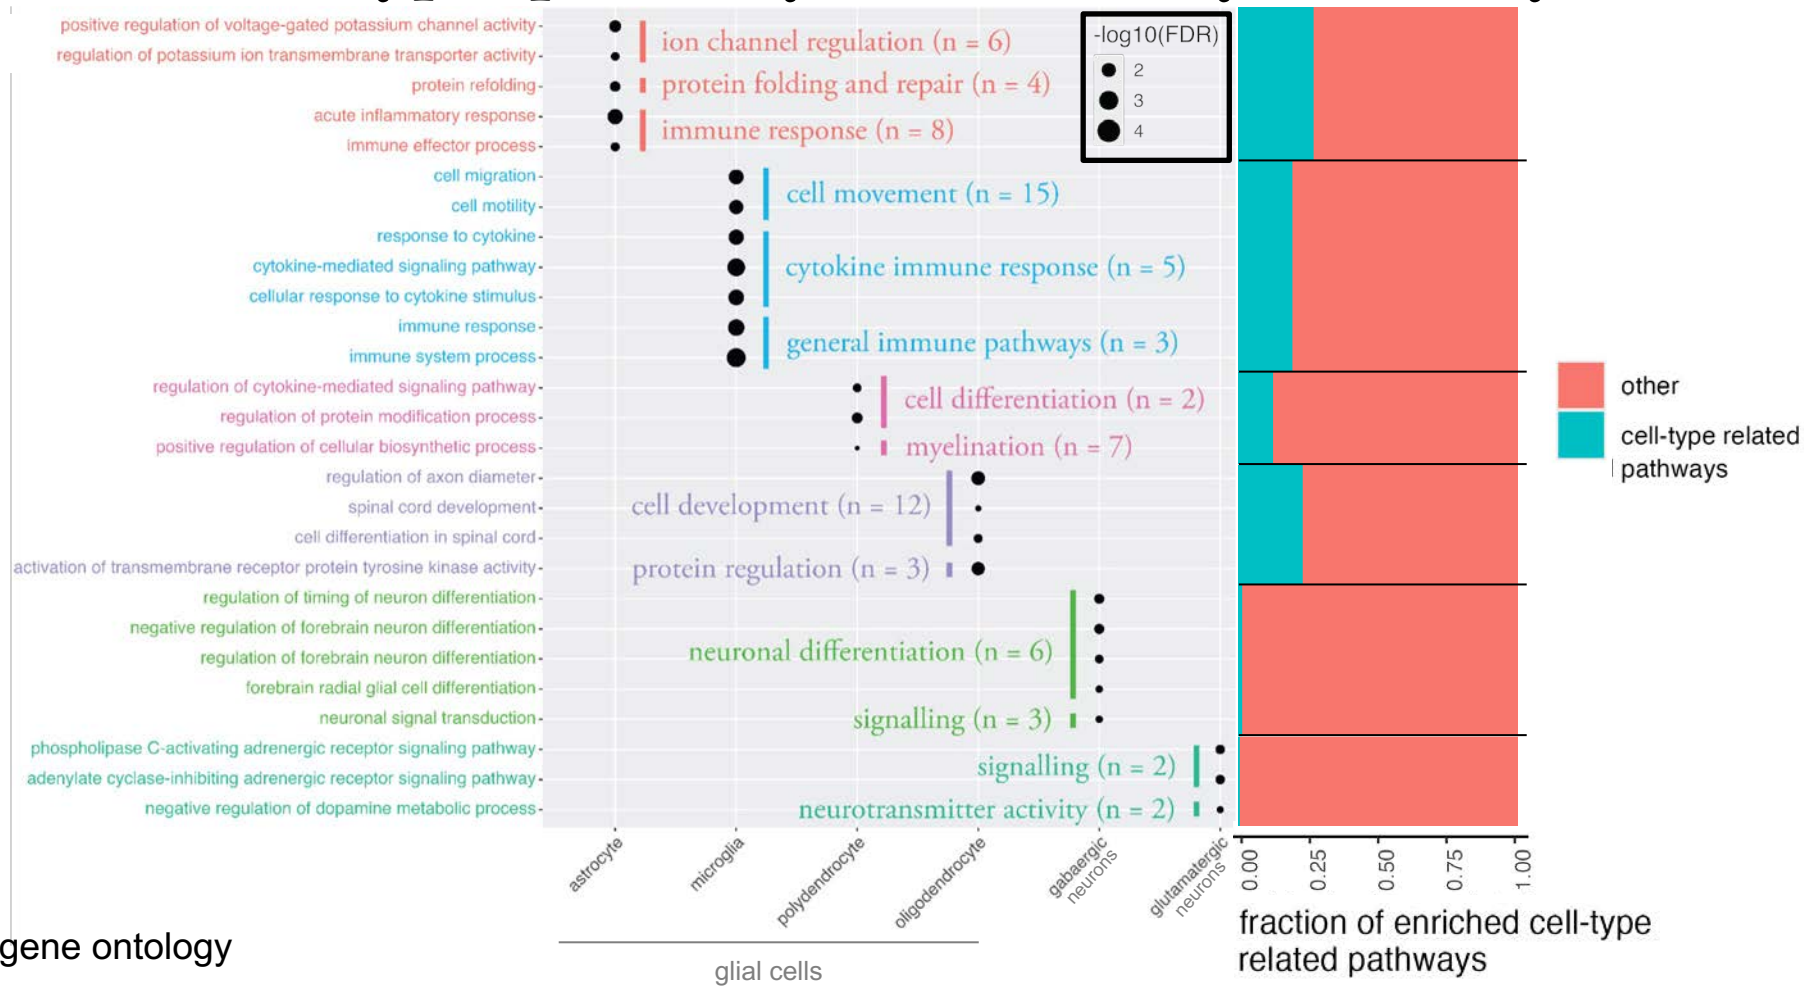 positive regulation of voltage-gated potassium channel activity
regulation of potassium ion transmembrane transporter activity
protein refolding
acute inflammatory response
immune effector process
cell migration
cell motility
response to cytokine
cytokine-mediated signaling pathway
cellular response to cytokine stimulus
immune response
immune system process
regulation of cytokine-mediated signaling pathway
regulation of protein modification process
positive regulation of cellular biosynthetic process
regulation of axon diameter
spinal cord development
cell differentiation in spinal cord
activation of transmembrane receptor protein tyrosine kinase activity
regulation of timing of neuron differentiation
negative regulation of forebrain neuron differentiation
regulation of forebrain neuron differentiation
forebrain radial glial cell differentiation
neuronal signal transduction
phospholipase C-activating adrenergic receptor signaling pathway
adenylate cyclase-inhibiting adrenergic receptor signaling pathway
negative regulation of dopamine metabolic process
ion channel regulation (n = 6)
protein folding and repair (n = 4)
immune response (n = 8)
cell movement (n = 15)
cytokine immune response (n = 5)
general immune pathways (n = 3)
cell differentiation (n = 2)
myelination (n = 7)
cell development (n = 12)
protein regulation (n = 3)
neuronal differentiation (n = 6)
signalling (n = 3)
signalling (n = 2)
neurotransmitter activity (n = 2)
-log10(FDR)
2
3
4
other
cell-type related
pathways
astrocyte
microglia
polydendrocyte
oligodendrocyte
gabaergic
neurons
glutamatergic
neurons
0.00
0.25
0.50
0.75
1.00
fraction of enriched cell-type
related pathways
gene ontology
glial cells